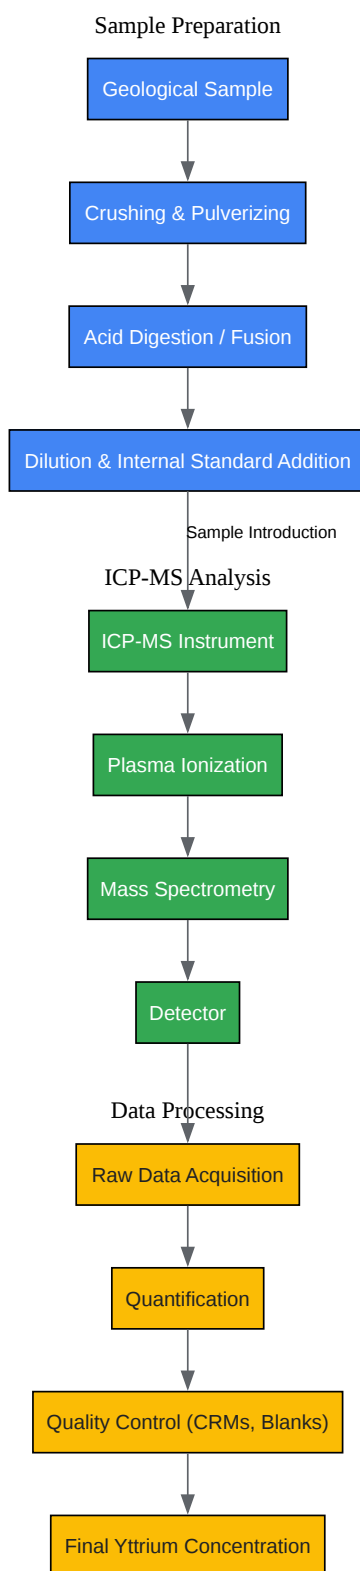 Sample Preparation
Geological Sample
Crushing & Pulverizing
Acid Digestion / Fusion
Dilution & Internal Standard Addition
Sample Introduction
ICP-MS Analysis
ICP-MS Instrument
Plasma Ionization
Mass Spectrometry
Detector
Data Processing
Raw Data Acquisition
Quantification
Quality Control (CRMs, Blanks)
Final Yttrium Concentration